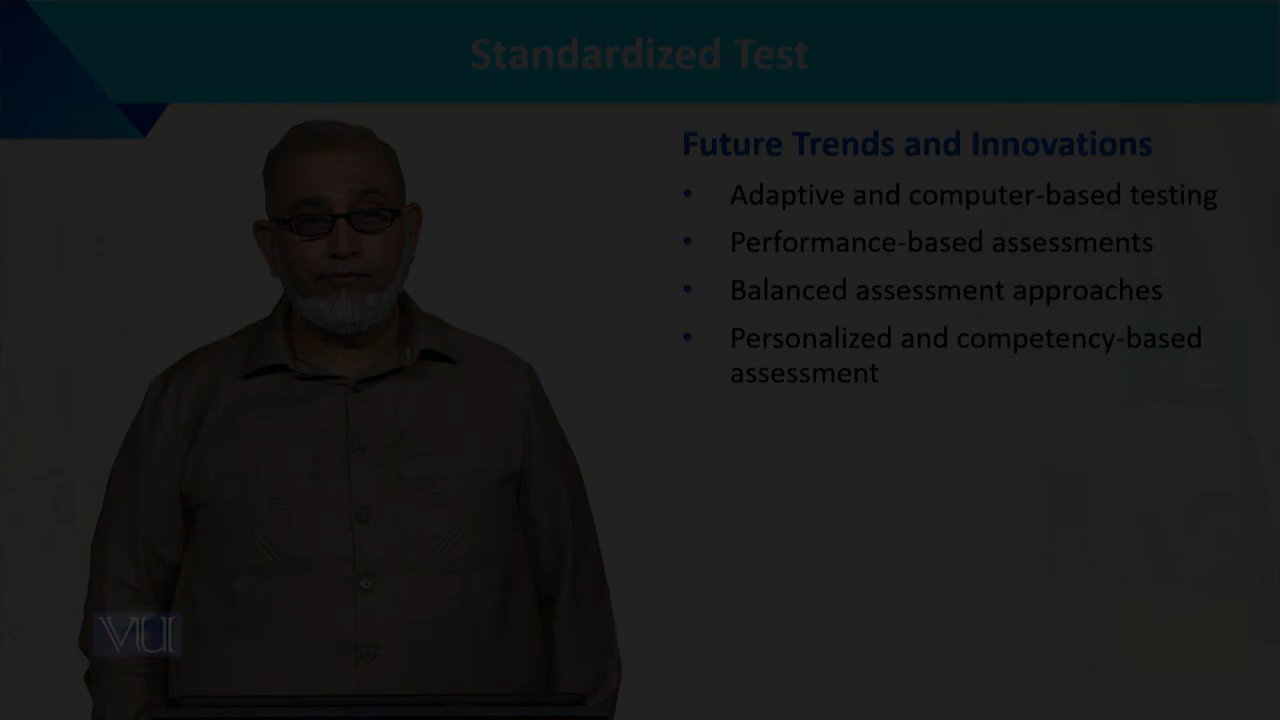 Standardized Test
Future Trends and Innovations
• Adaptive and computer-based testing
• Performance-based assessments
• Balanced assessment approaches
• Personalized and competency-based
assessment
VU